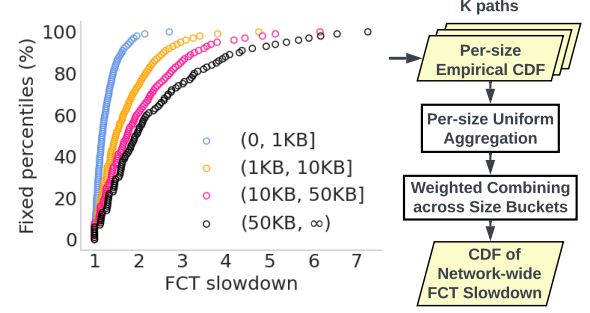 Fixed percentiles (%)
100
80
60
40
20
0
(0, 1KB]
(1KB, 10KB]
(10KB, 50KB]
(50KB, ∞)
1 2 3 4 5 6 7
FCT slowdown
K paths
Per-size
Empirical CDF
Per-size Uniform
Aggregation
Weighted Combining
across Size Buckets
CDF of
Network-wide
FCT Slowdown